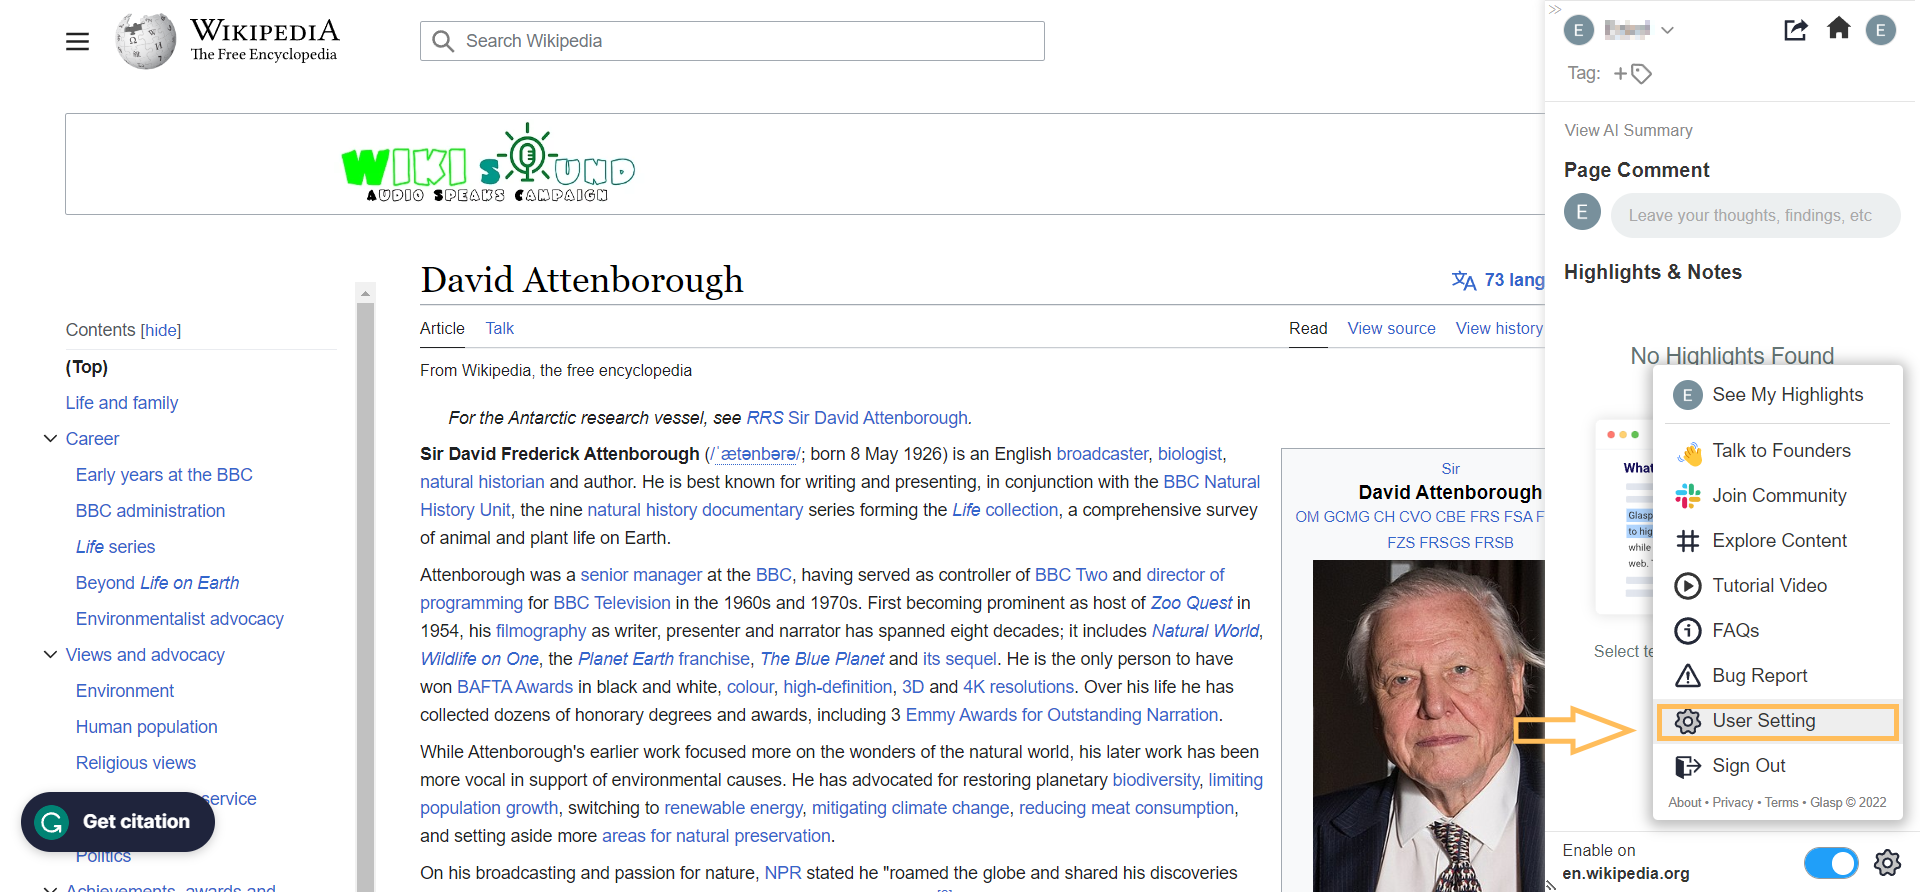 WIKIPEDIA
The Free Encyclopedia
Search Wikipedia
WIKI SOUND
AUDIO SPEAKS CAMPAIGN
Contents [hide]
(Top)
Life and family
Career
Early years at the BBC
BBC administration
Life series
Beyond Life on Earth
Environmentalist advocacy
Views and advocacy
Environment
Human population
Religious views
service
Get citation
Politics
Achievements, awards and
David Attenborough
73 lang
Article Talk
Read View source View history
From Wikipedia, the free encyclopedia
For the Antarctic research vessel, see RRS Sir David Attenborough.
Sir David Frederick Attenborough (/ˈætənbərə/; born 8 May 1926) is an English broadcaster, biologist,
natural historian and author. He is best known for writing and presenting, in conjunction with the BBC Natural
History Unit, the nine natural history documentary series forming the Life collection, a comprehensive survey
of animal and plant life on Earth.
Attenborough was a senior manager at the BBC, having served as controller of BBC Two and director of
programming for BBC Television in the 1960s and 1970s. First becoming prominent as host of Zoo Quest in
1954, his filmography as writer, presenter and narrator has spanned eight decades; it includes Natural World,
Wildlife on One, the Planet Earth franchise, The Blue Planet and its sequel. He is the only person to have
won BAFTA Awards in black and white, colour, high-definition, 3D and 4K resolutions. Over his life he has
collected dozens of honorary degrees and awards, including 3 Emmy Awards for Outstanding Narration.
While Attenborough's earlier work focused more on the wonders of the natural world, his later work has been
more vocal in support of environmental causes. He has advocated for restoring planetary biodiversity, limiting
population growth, switching to renewable energy, mitigating climate change, reducing meat consumption,
and setting aside more areas for natural preservation.
On his broadcasting and passion for nature, NPR stated he "roamed the globe and shared his discoveries
Sir
David Attenborough
OM GCMG CH CVO CBE FRS FSA F
FZS FRSGS FRSB
E
E
Tag: +
View AI Summary
Page Comment
E
Leave your thoughts, findings, etc
Highlights & Notes
No Highlights Found
What
Glasp
to hig
while
web.
Select te
E See My Highlights
Talk to Founders
Join Community
Explore Content
Tutorial Video
FAQs
Bug Report
User Setting
Sign Out
About • Privacy • Terms • Glasp © 2022
Enable on
en.wikipedia.org